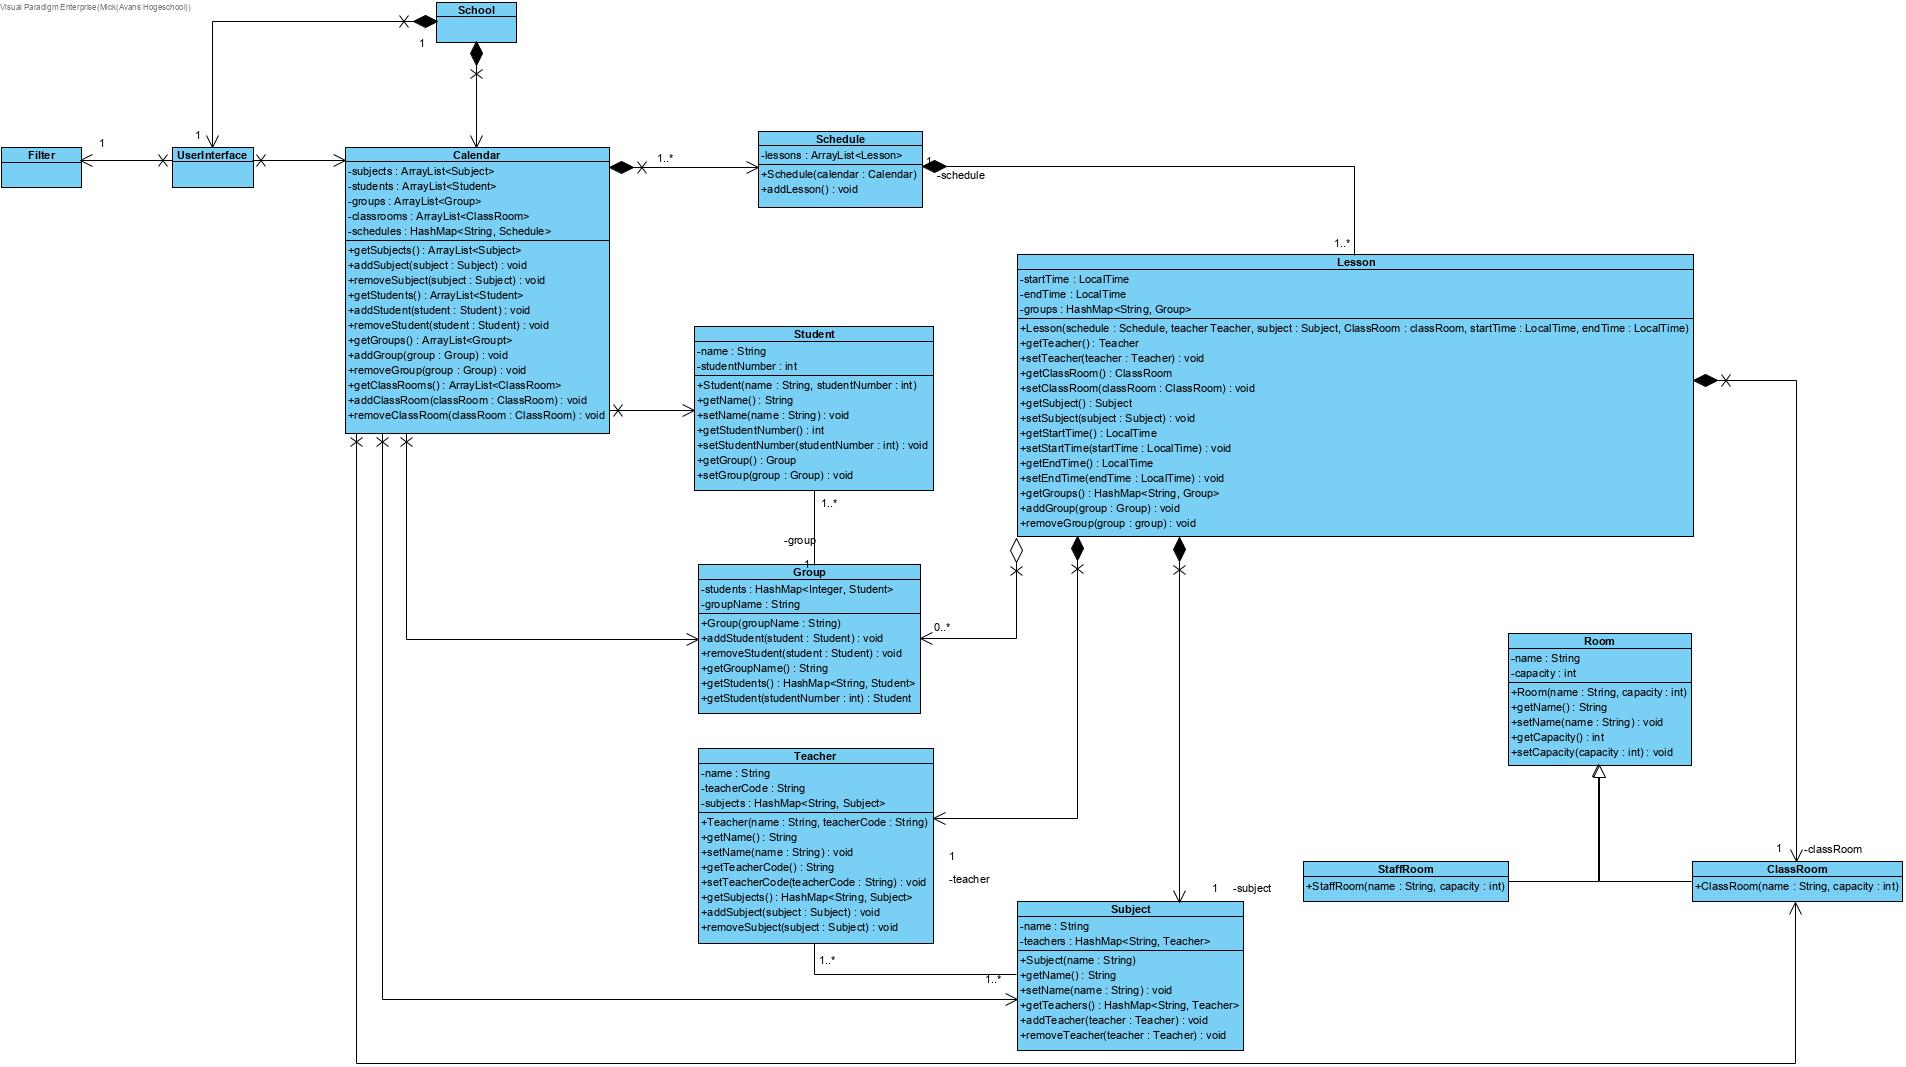 Visual Paradigm Enterprise(Mick(Avans Hogeschool))
School
1
1
Filter
1
UserInterface
Calendar
-subjects : ArrayList<Subject>
-students : ArrayList<Student>
-groups : ArrayList<Group>
-classrooms : ArrayList<ClassRoom>
-schedules : HashMap<String, Schedule>
+getSubjects() : ArrayList<Subject>
+addSubject(subject : Subject) : void
+removeSubject(subject : Subject) : void
+getStudents() : ArrayList<Student>
+addStudent(student : Student) : void
+removeStudent(student : Student) : void
+getGroups() : ArrayList<Groupt>
+addGroup(group : Group) : void
+removeGroup(group : Group) : void
+getClassRooms() : ArrayList<ClassRoom>
+addClassRoom(classRoom : ClassRoom) : void
+removeClassRoom(classRoom : ClassRoom) : void
1..*
Schedule
-lessons : ArrayList<Lesson>
+Schedule(calendar : Calendar)
+addLesson() : void
1
-schedule
1..*
Lesson
-startTime : LocalTime
-endTime : LocalTime
-groups : HashMap<String, Group>
+Lesson(schedule : Schedule, teacher Teacher, subject : Subject, ClassRoom : classRoom, startTime : LocalTime, endTime : LocalTime)
+getTeacher() : Teacher
+setTeacher(teacher : Teacher) : void
+getClassRoom() : ClassRoom
+setClassRoom(classRoom : ClassRoom) : void
+getSubject() : Subject
+setSubject(subject : Subject) : void
+getStartTime() : LocalTime
+setStartTime(startTime : LocalTime) : void
+getEndTime() : LocalTime
+setEndTime(endTime : LocalTime) : void
+getGroups() : HashMap<String, Group>
+addGroup(group : Group) : void
+removeGroup(group : group) : void
Student
-name : String
-studentNumber : int
+Student(name : String, studentNumber : int)
+getName() : String
+setName(name : String) : void
+getStudentNumber() : int
+setStudentNumber(studentNumber : int) : void
+getGroup() : Group
+setGroup(group : Group) : void
1..*
-group
1
Group
-students : HashMap<Integer, Student>
-groupName : String
+Group(groupName : String)
+addStudent(student : Student) : void
+removeStudent(student : Student) : void
+getGroupName() : String
+getStudents() : HashMap<String, Student>
+getStudent(studentNumber : int) : Student
0..*
Teacher
-name : String
-teacherCode : String
-subjects : HashMap<String, Subject>
+Teacher(name : String, teacherCode : String)
+getName() : String
+setName(name : String) : void
+getTeacherCode() : String
+setTeacherCode(teacherCode : String) : void
+getSubjects() : HashMap<String, Subject>
+addSubject(subject : Subject) : void
+removeSubject(subject : Subject) : void
1
-teacher
1..*
1..*
1
-subject
Subject
-name : String
-teachers : HashMap<String, Teacher>
+Subject(name : String)
+getName() : String
+setName(name : String) : void
+getTeachers() : HashMap<String, Teacher>
+addTeacher(teacher : Teacher) : void
+removeTeacher(teacher : Teacher) : void
Room
-name : String
-capacity : int
+Room(name : String, capacity : int)
+getName() : String
+setName(name : String) : void
+getCapacity() : int
+setCapacity(capacity : int) : void
StaffRoom
+StaffRoom(name : String, capacity : int)
1
-classRoom
ClassRoom
+ClassRoom(name : String, capacity : int)